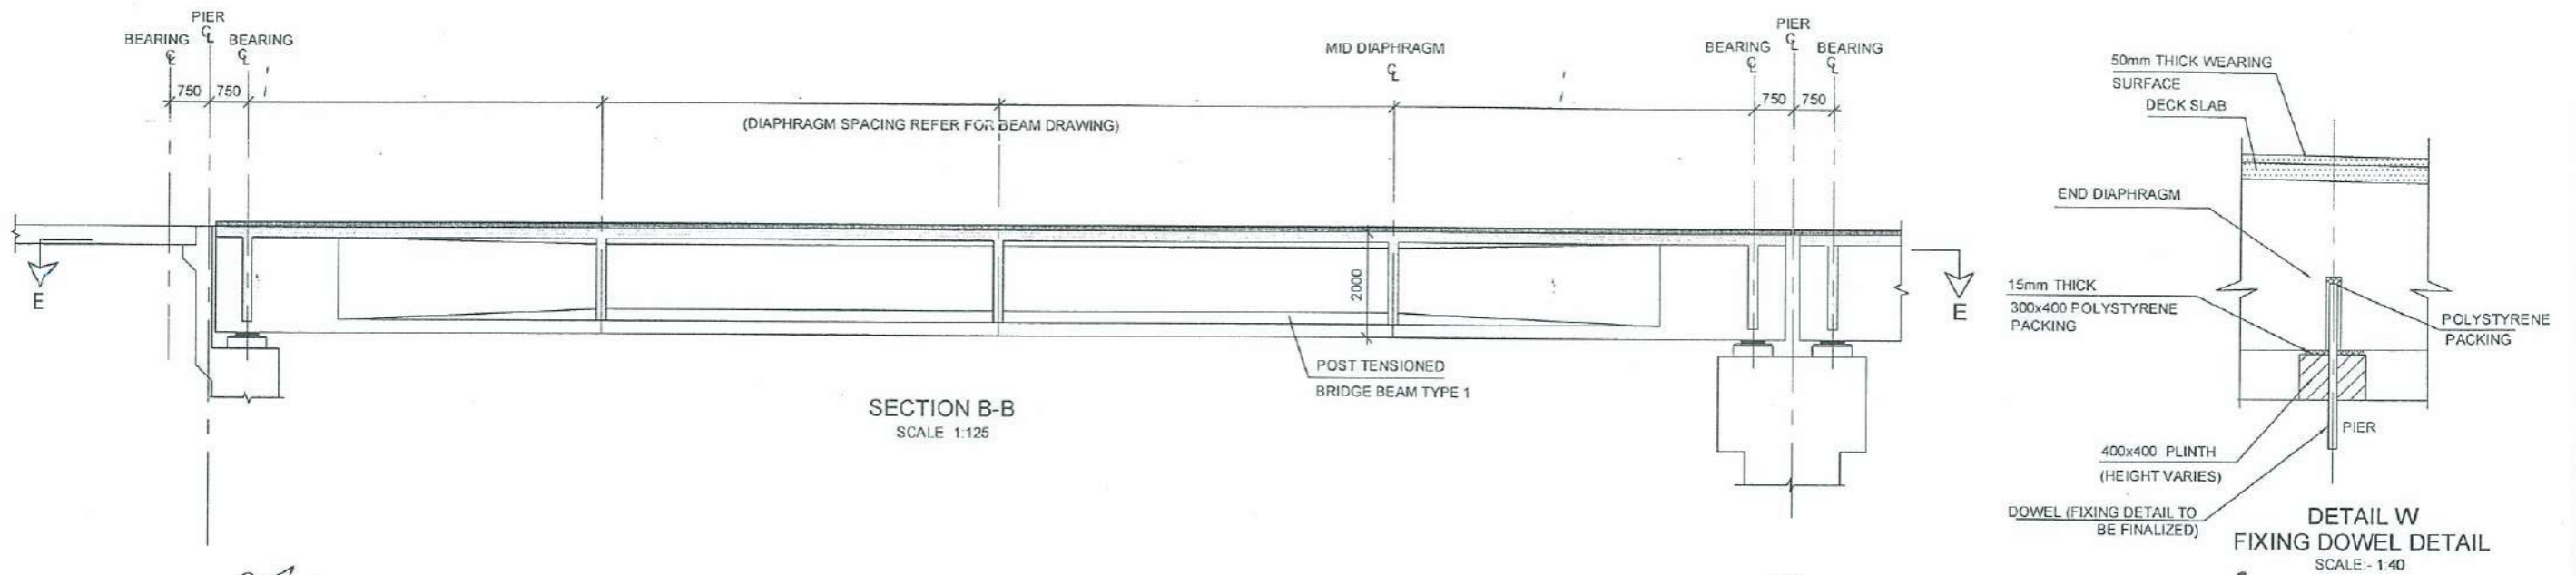 PIER
℄
BEARING
℄
BEARING
℄
750
750
MID DIAPHRAGM
℄
PIER
℄
BEARING
℄
BEARING
℄
750
750
(DIAPHRAGM SPACING REFER FOR BEAM DRAWING)
E
E
2000
POST TENSIONED
BRIDGE BEAM TYPE 1
SECTION B-B
SCALE 1:125
50mm THICK WEARING
SURFACE
DECK SLAB
END DIAPHRAGM
15mm THICK
300x400 POLYSTYRENE
PACKING
POLYSTYRENE
PACKING
PIER
400x400 PLINTH
(HEIGHT VARIES)
DOWEL (FIXING DETAIL TO
BE FINALIZED)
DETAIL W
FIXING DOWEL DETAIL
SCALE:- 1:40